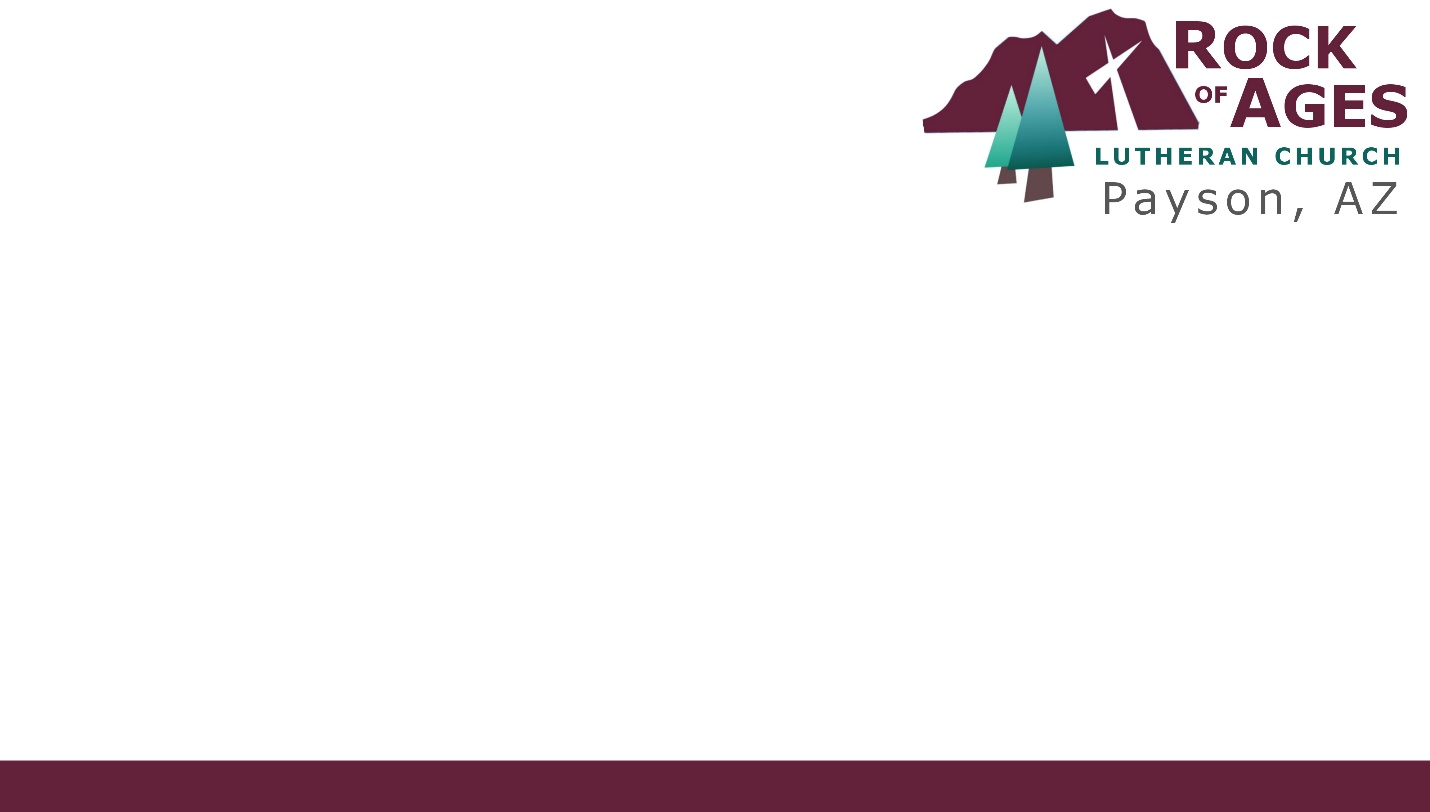 ROCK
OF AGES
LUTHERAN CHURCH
Payson, AZ